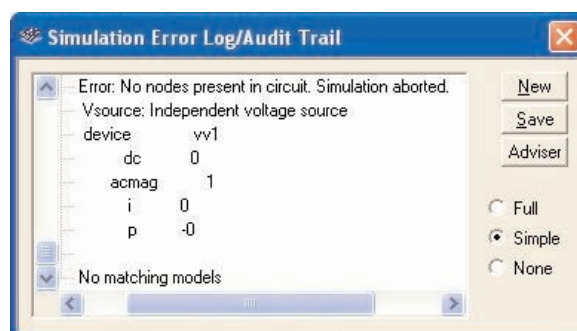 Simulation Error Log/Audit Trail
Error: No nodes present in circuit. Simulation aborted.
Vsource: Independent voltage source
device vv1
dc 0
acmag 1
i 0
p -0
No matching models
New
Save
Adviser
Full
Simple
None